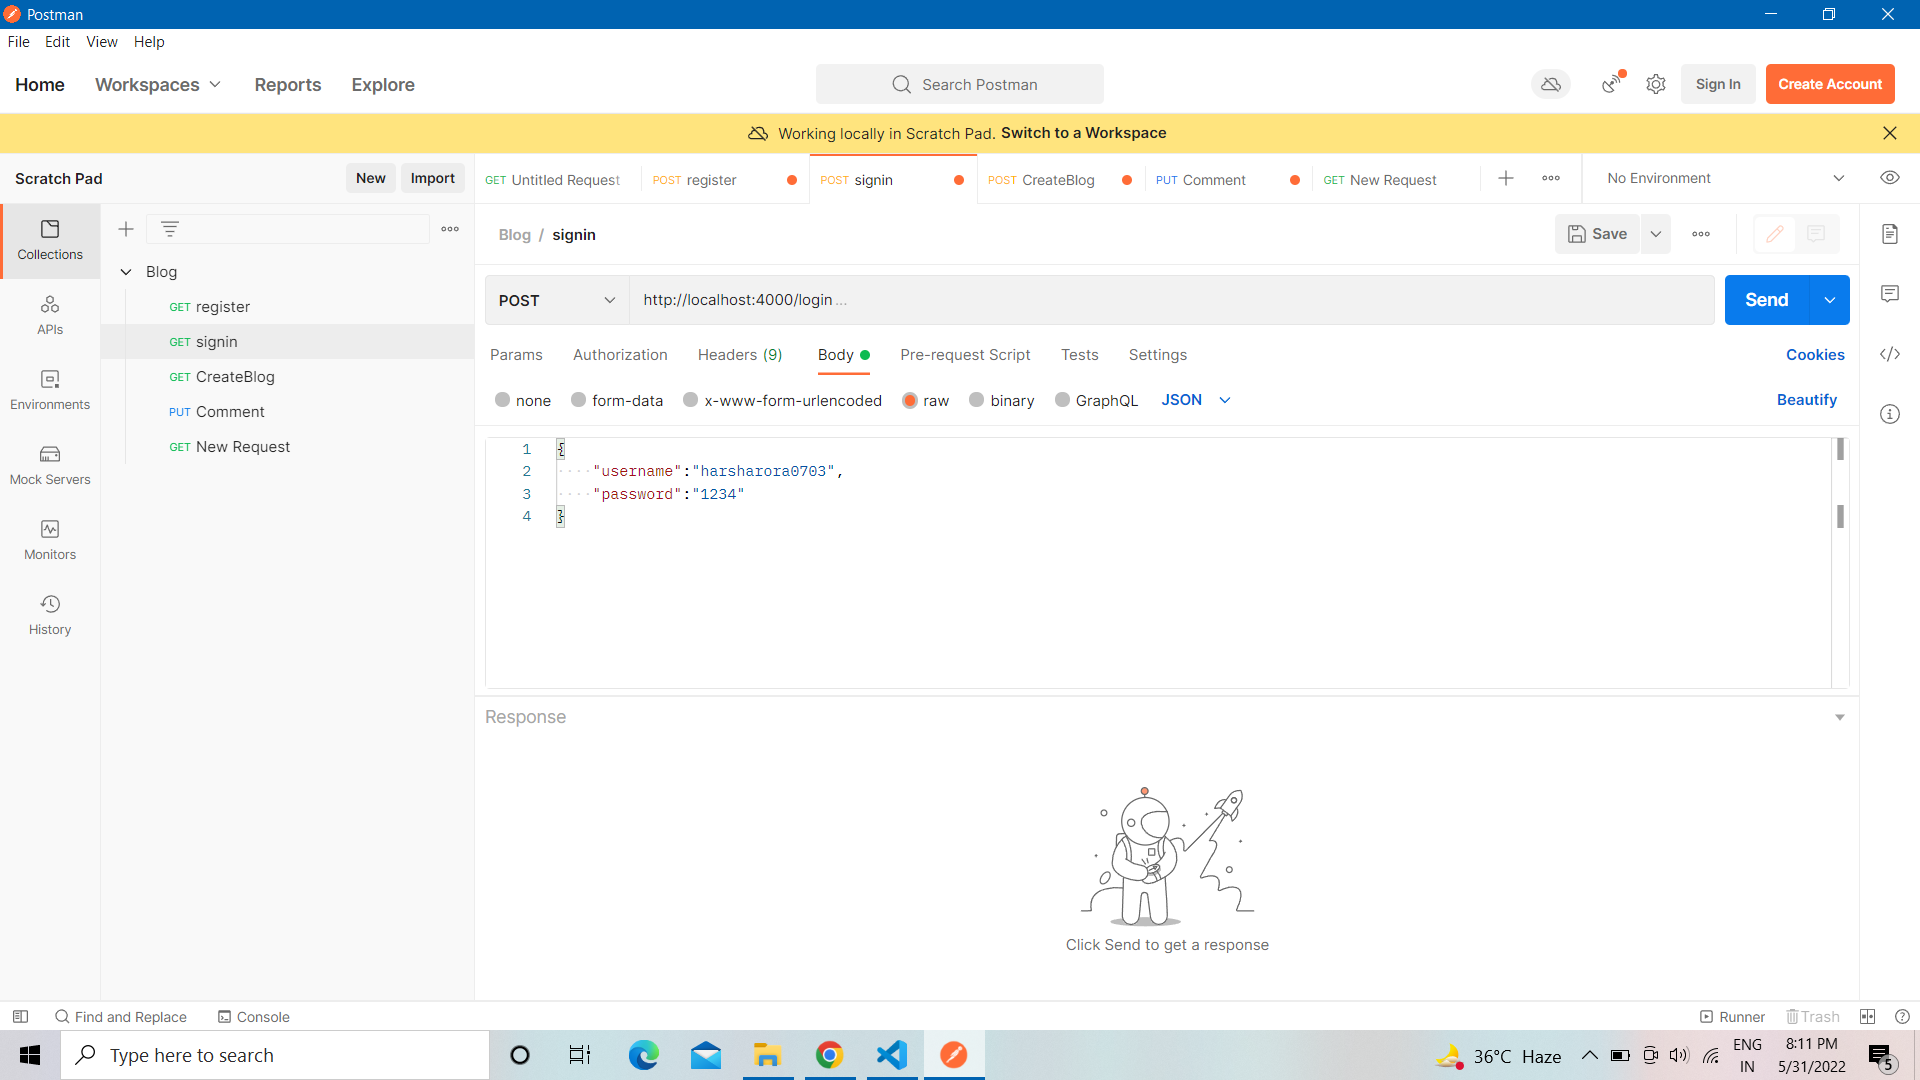 Postman
File Edit View Help
Home Workspaces Reports Explore Search Postman Sign In Create Account
Working locally in Scratch Pad. Switch to a Workspace
Scratch Pad New Import GET Untitled Request POST register POST signin POST CreateBlog PUT Comment GET New Request No Environment
Collections
APIs
Environments
Mock Servers
Monitors
History
Blog
GET register
GET signin
GET CreateBlog
PUT Comment
GET New Request
Blog / signin Save
POST http://localhost:4000/login ... Send
Params Authorization Headers (9) Body Pre-request Script Tests Settings Cookies
none form-data x-www-form-urlencoded raw binary GraphQL JSON Beautify
1 {
2 "username":"harsharora0703",
3 "password":"1234"
4 }
Response
Click Send to get a response
Find and Replace Console Runner Trash
Type here to search 36°C Haze ENG IN 8:11 PM 5/31/2022 5